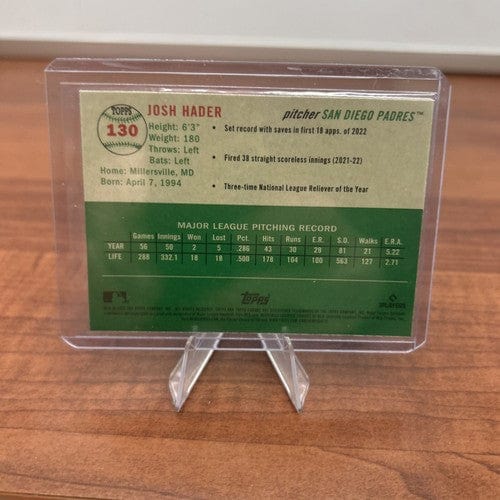 TOPPS
130
JOSH HADER
pitcher SAN DIEGO PADRES™
Height: 6'3"
Weight: 180
Throws: Left
Bats: Left
Home: Millersville, MD
Born: April 7, 1994
• Set record with saves in first 18 apps. of 2022
• Fired 38 straight scoreless innings (2021-22)
• Three-time National League Reliever of the Year
MAJOR LEAGUE PITCHING RECORD
Games Innings Won Lost Pct. Hits Runs E.R. S.O. Walks E.R.A.
YEAR 56 50 2 5 .286 43 30 29 81 21 5.22
LIFE 288 332.1 18 18 .500 178 104 100 563 127 2.71
Topps
PLAYERS